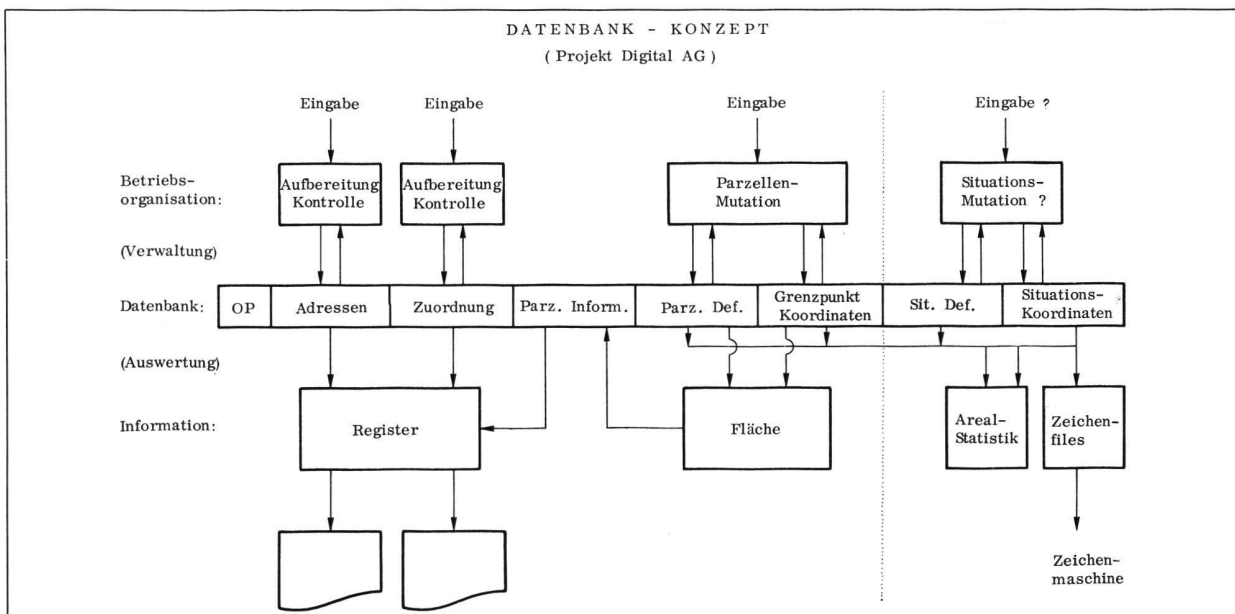 DATENBANK - KONZEPT
( Projekt Digital AG )
Eingabe
Eingabe
Eingabe
Eingabe ?
Betriebs-
organisation:
Aufbereitung
Kontrolle
Aufbereitung
Kontrolle
Parzellen-
Mutation
Situations-
Mutation ?
(Verwaltung)
Datenbank:
OP
Adressen
Zuordnung
Parz. Inform.
Parz. Def.
Grenzpunkt
Koordinaten
Sit. Def.
Situations-
Koordinaten
(Auswertung)
Information:
Register
Fläche
Areal-
Statistik
Zeichen-
files
Zeichen-
maschine